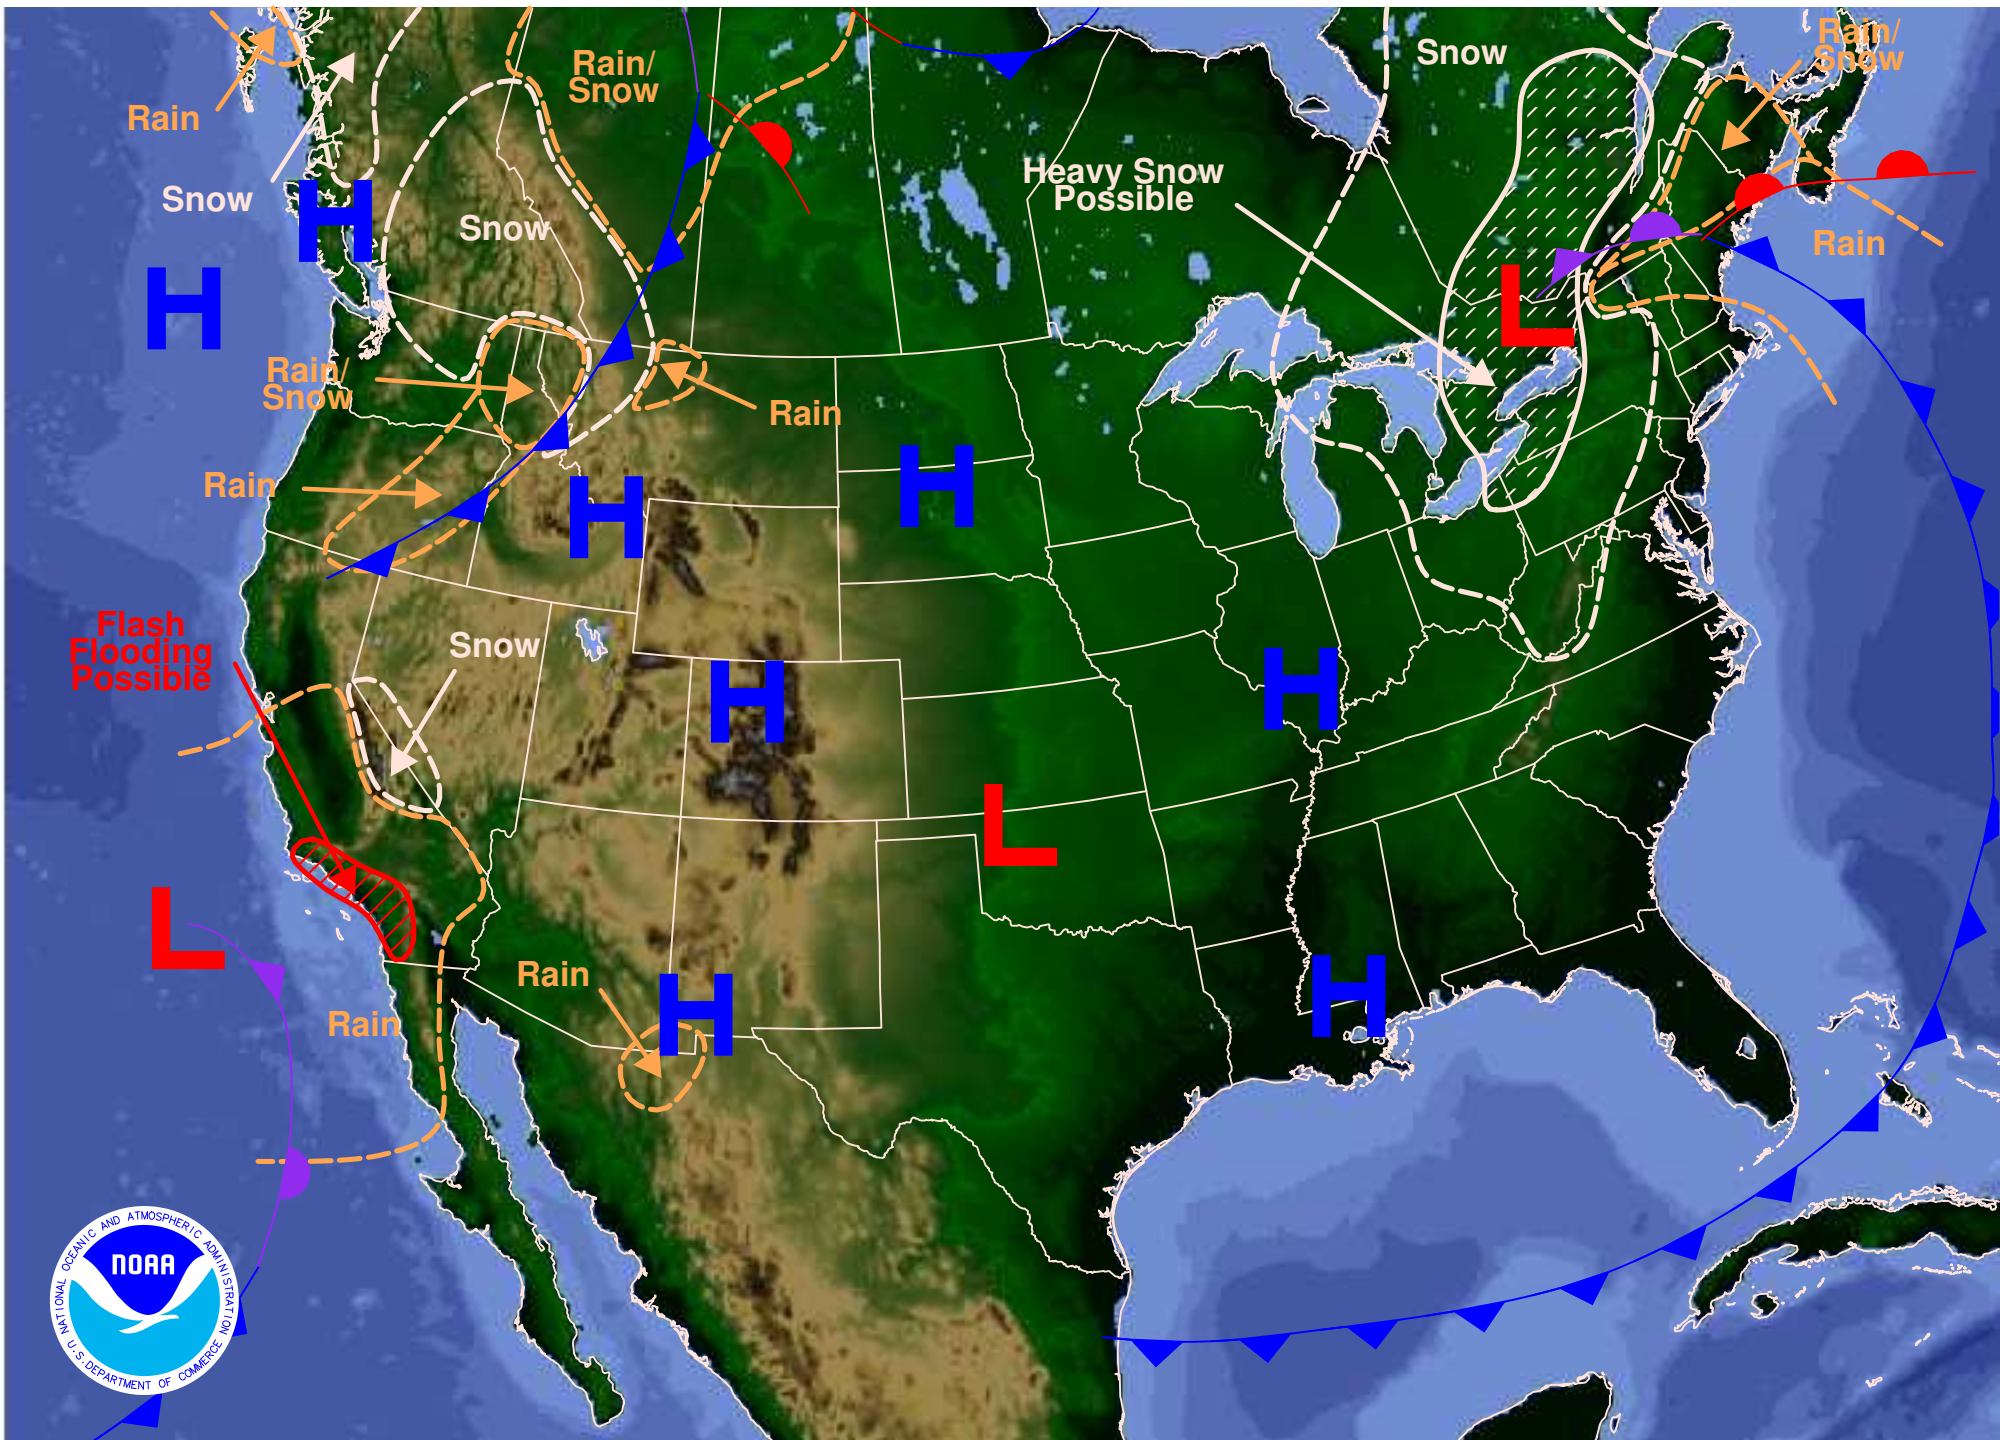 Rain/
Snow
Snow
Rain/
Snow
Rain
Heavy Snow
Possible
Snow
H
Snow
Rain
H
L
Rain/
Snow
Rain
H
Rain
H
Flash
Flooding
Possible
Snow
H
H
L
L
Rain
H
H
Rain
NATIONAL OCEANIC AND ATMOSPHERIC ADMINISTRATION
NOAA
U.S. DEPARTMENT OF COMMERCE